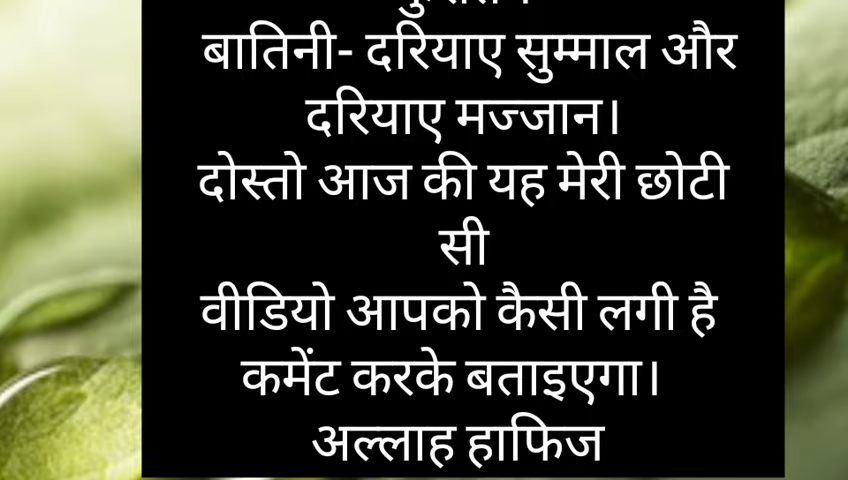 बातिनी- दरियाए सुम्माल और
दरियाए मज्जान।
दोस्तो आज की यह मेरी छोटी
सी
वीडियो आपको कैसी लगी है
कमेंट करके बताइएगा।
अल्लाह हाफिज